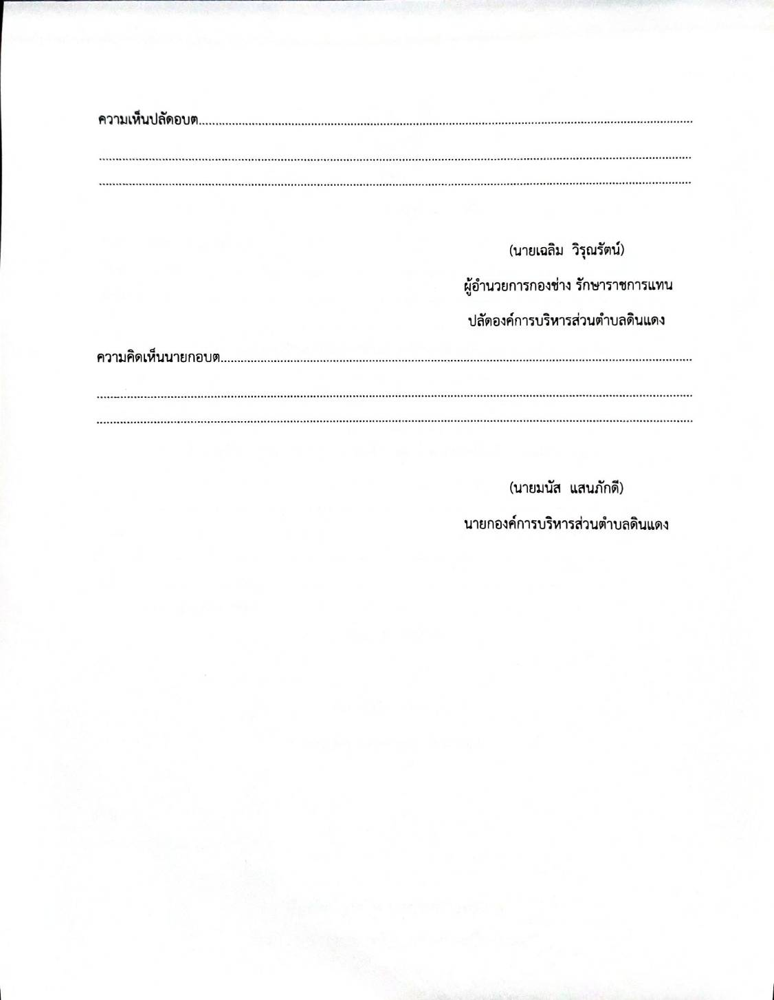 ความเห็นปลัดอบต....................................................................................................
....................................................................................................
....................................................................................................
(นายเฉลิม วิรุณรัตน์)
ผู้อำนวยการกองช่าง รักษาราชการแทน
ปลัดองค์การบริหารส่วนตำบลดินแดง
ความคิดเห็นนายกอบต....................................................................................................
....................................................................................................
....................................................................................................
(นายมนัส แสนภักดี)
นายกองค์การบริหารส่วนตำบลดินแดง